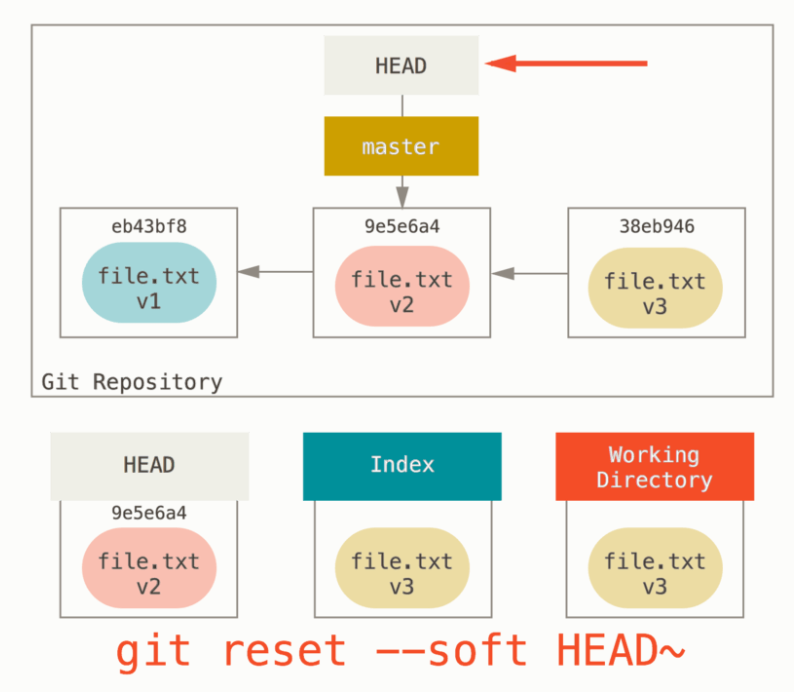 HEAD
master
eb43bf8
9e5e6a4
38eb946
file.txt
v1
file.txt
v2
file.txt
v3
Git Repository
HEAD
Index
Working
Directory
9e5e6a4
file.txt
v2
file.txt
v3
file.txt
v3
git reset --soft HEAD~